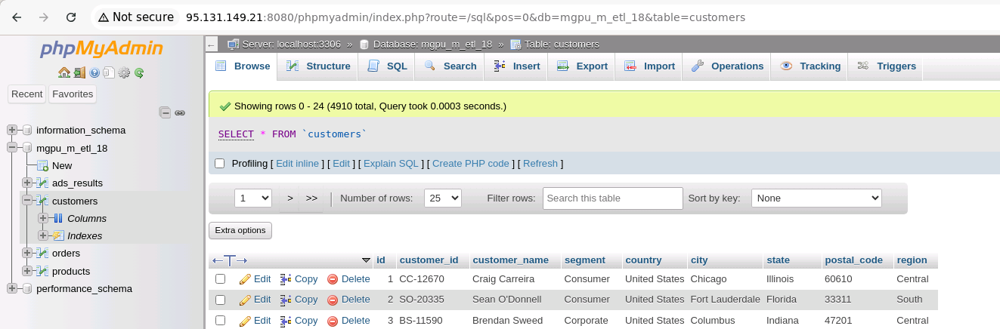 Not secure 95.131.149.21:8080/phpmyadmin/index.php?route=/sql&pos=0&db=mgpu_m_etl_18&table=customers
phpMyAdmin
Server: localhost:3306 » Database: mgpu_m_etl_18 » Table: customers
Browse Structure SQL Search Insert Export Import Operations Tracking Triggers
Recent Favorites
information_schema
mgpu_m_etl_18
New
ads_results
customers
Columns
Indexes
orders
products
performance_schema
Showing rows 0 - 24 (4910 total, Query took 0.0003 seconds.)
SELECT * FROM `customers`
Profiling [ Edit inline ] [ Edit ] [ Explain SQL ] [ Create PHP code ] [ Refresh ]
1 > >> Number of rows: 25 Filter rows: Search this table Sort by key: None
Extra options
←T→ id customer_id customer_name segment country city state postal_code region
Edit Copy Delete 1 CC-12670 Craig Carreira Consumer United States Chicago Illinois 60610 Central
Edit Copy Delete 2 SO-20335 Sean O'Donnell Consumer United States Fort Lauderdale Florida 33311 South
Edit Copy Delete 3 BS-11590 Brendan Sweed Corporate United States Columbus Indiana 47201 Central